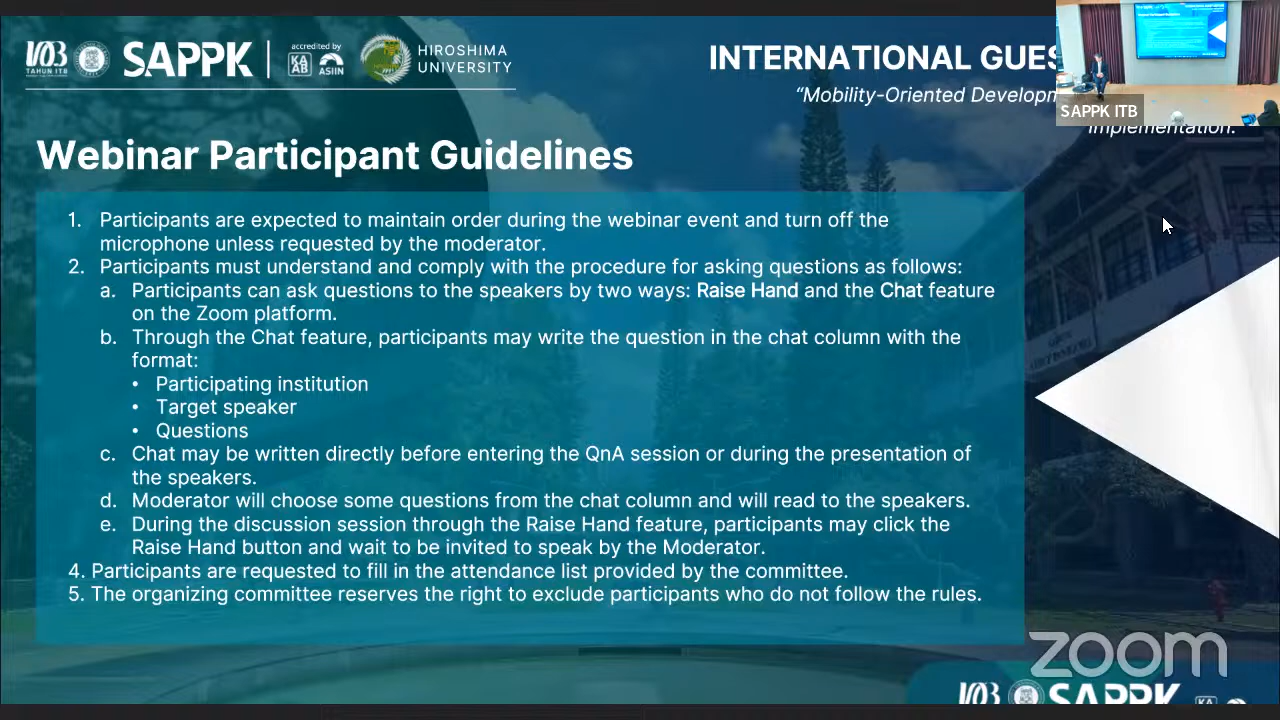 103
TAHUN ITB
SAPPK
accredited by
KA
AB
ASIIN
HIROSHIMA
UNIVERSITY
INTERNATIONAL
“Mobility-Oriented
Implementation.
SAPPK ITB
Webinar Participant Guidelines
1. Participants are expected to maintain order during the webinar event and turn off the
microphone unless requested by the moderator.
2. Participants must understand and comply with the procedure for asking questions as follows:
a. Participants can ask questions to the speakers by two ways: Raise Hand and the Chat feature
on the Zoom platform.
b. Through the Chat feature, participants may write the question in the chat column with the
format:
• Participating institution
• Target speaker
• Questions
c. Chat may be written directly before entering the QnA session or during the presentation of
the speakers.
d. Moderator will choose some questions from the chat column and will read to the speakers.
e. During the discussion session through the Raise Hand feature, participants may click the
Raise Hand button and wait to be invited to speak by the Moderator.
4. Participants are requested to fill in the attendance list provided by the committee.
5. The organizing committee reserves the right to exclude participants who do not follow the rules.
zoom
103
SAPPK